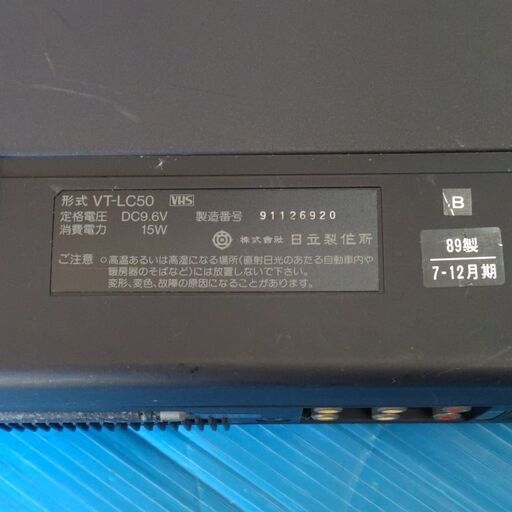 形式 VT-LC50 VHS
定格電圧 DC9.6V 製造番号 91126920
消費電力 15W 株式会社 日立製作所
ご注意 ○高温あるいは高湿になる場所(直射日光のあたる自動車内や
暖房器のそばなど)には放置しないで下さい。
変形、変色、故障の原因になることがあります。
B
89製
7-12月期